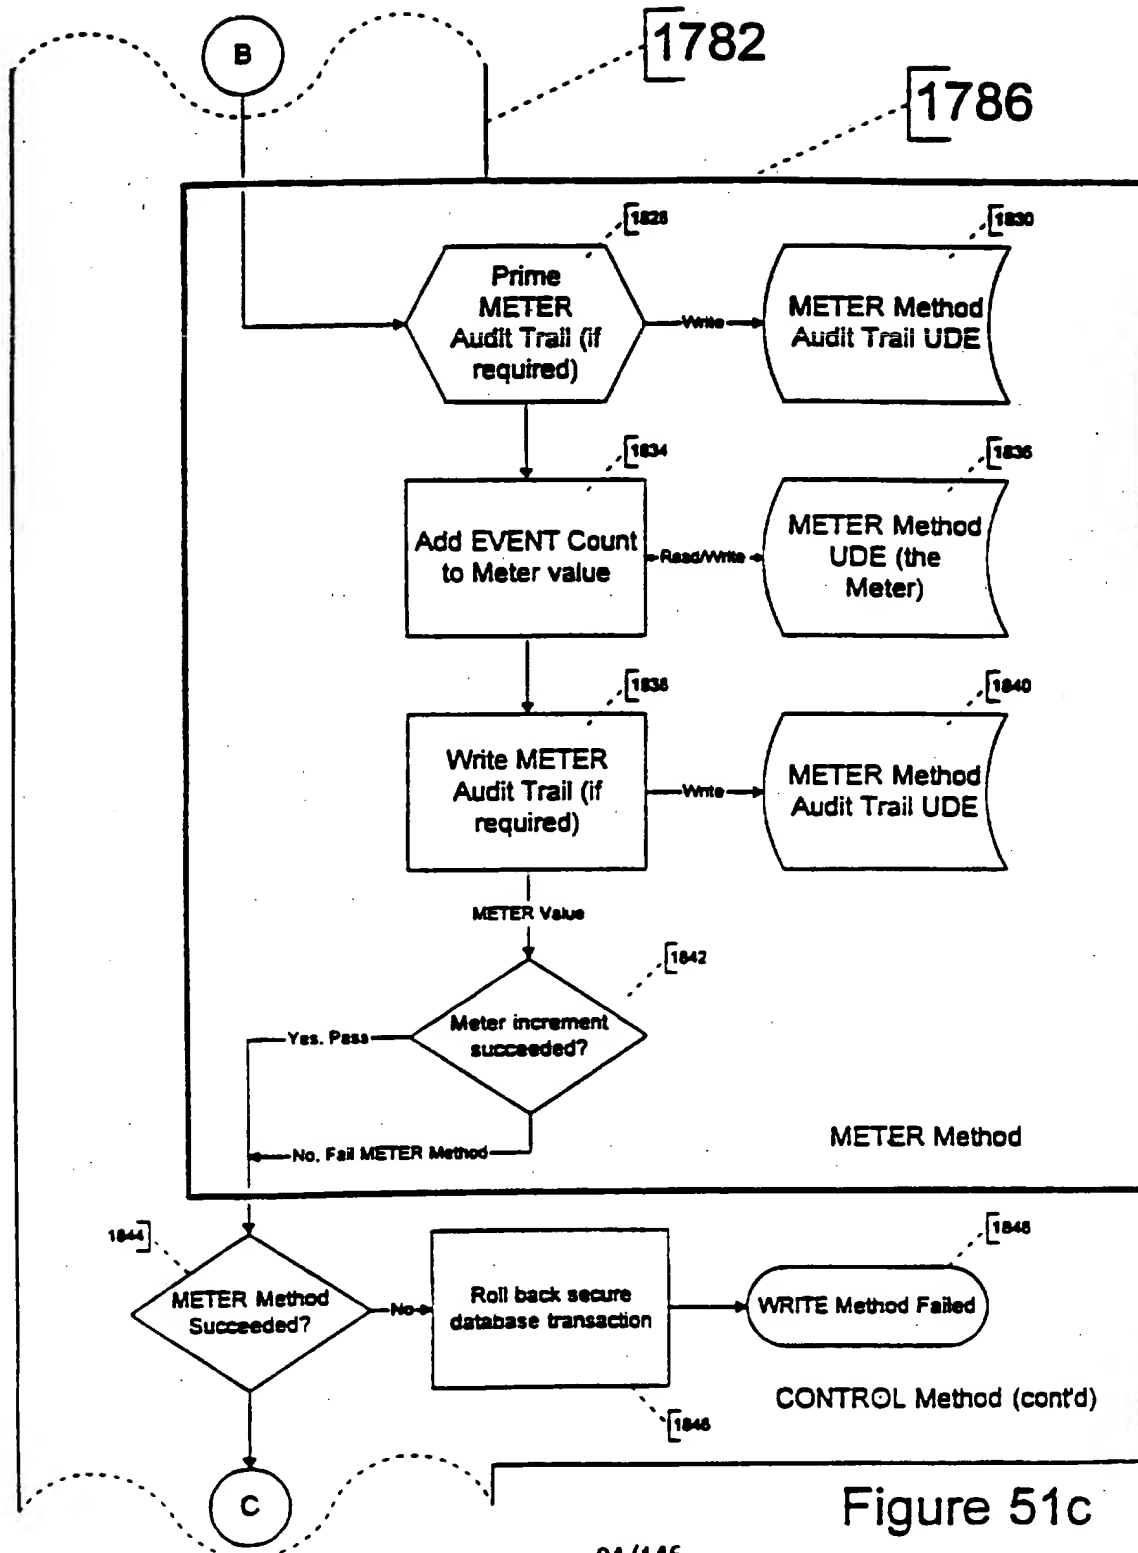 B
1782
1786
1828
1830
Prime
METER
Audit Trail (if
required)
Write
METER Method
Audit Trail UDE
1834
1836
Add EVENT Count
to Meter value
Read/Write
METER Method
UDE (the
Meter)
1838
1840
Write METER
Audit Trail (if
required)
Write
METER Method
Audit Trail UDE
METER Value
1842
Meter increment
succeeded?
Yes, Pass
No, Fail METER Method
METER Method
1844
1848
METER Method
Succeeded?
No
Roll back secure
database transaction
WRITE Method Failed
1846
CONTROL Method (cont'd)
C
Figure 51c